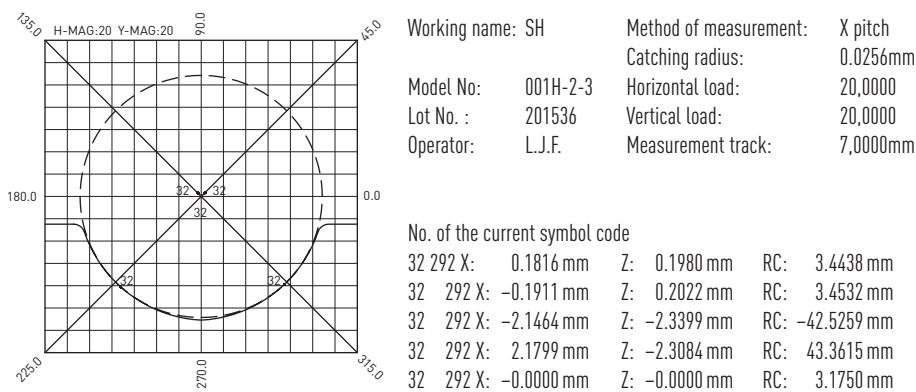 H-MAG:20 Y-MAG:20
135.0
90.0
45.0
180.0
0.0
32 32
32
32 32
225.0
270.0
315.0
Working name: SH Method of measurement: X pitch
Catching radius: 0.0256mm
Model No: 001H-2-3 Horizontal load: 20,0000
Lot No. : 201536 Vertical load: 20,0000
Operator: L.J.F. Measurement track: 7,0000mm
No. of the current symbol code
32 292 X: 0.1816 mm Z: 0.1980 mm RC: 3.4438 mm
32 292 X: −0.1911 mm Z: 0.2022 mm RC: 3.4532 mm
32 292 X: −2.1464 mm Z: −2.3399 mm RC: −42.5259 mm
32 292 X: 2.1799 mm Z: −2.3084 mm RC: 43.3615 mm
32 292 X: −0.0000 mm Z: −0.0000 mm RC: 3.1750 mm